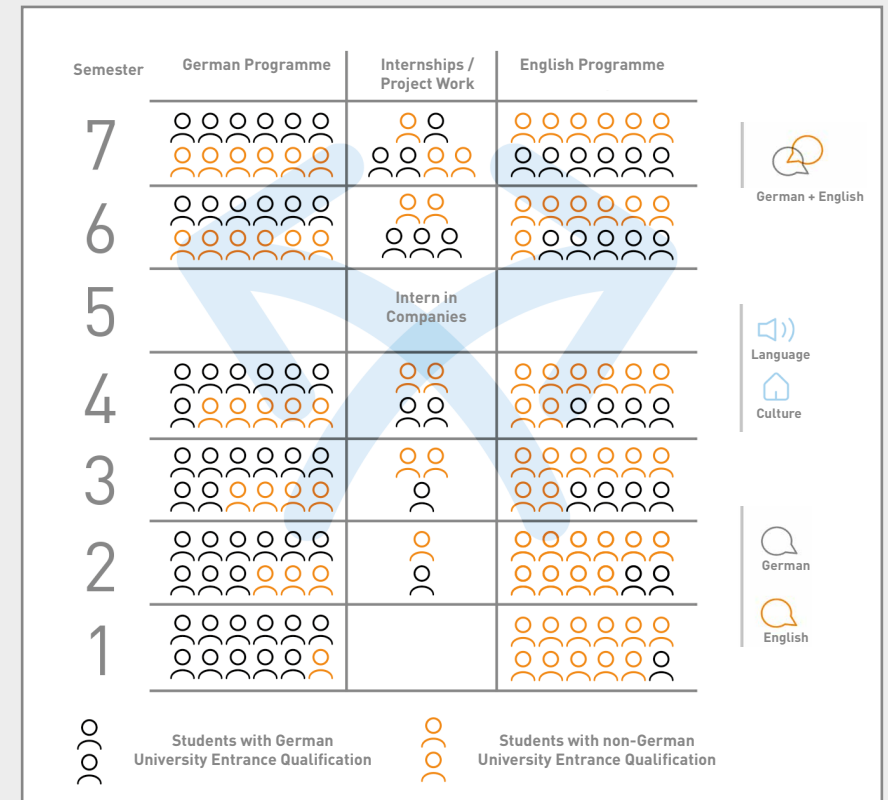 Semester
German Programme
Internships /
Project Work
English Programme
7
German + English
6
5
Intern in
Companies
Language
4
Culture
3
2
German
English
1
Students with German
University Entrance Qualification
Students with non-German
University Entrance Qualification